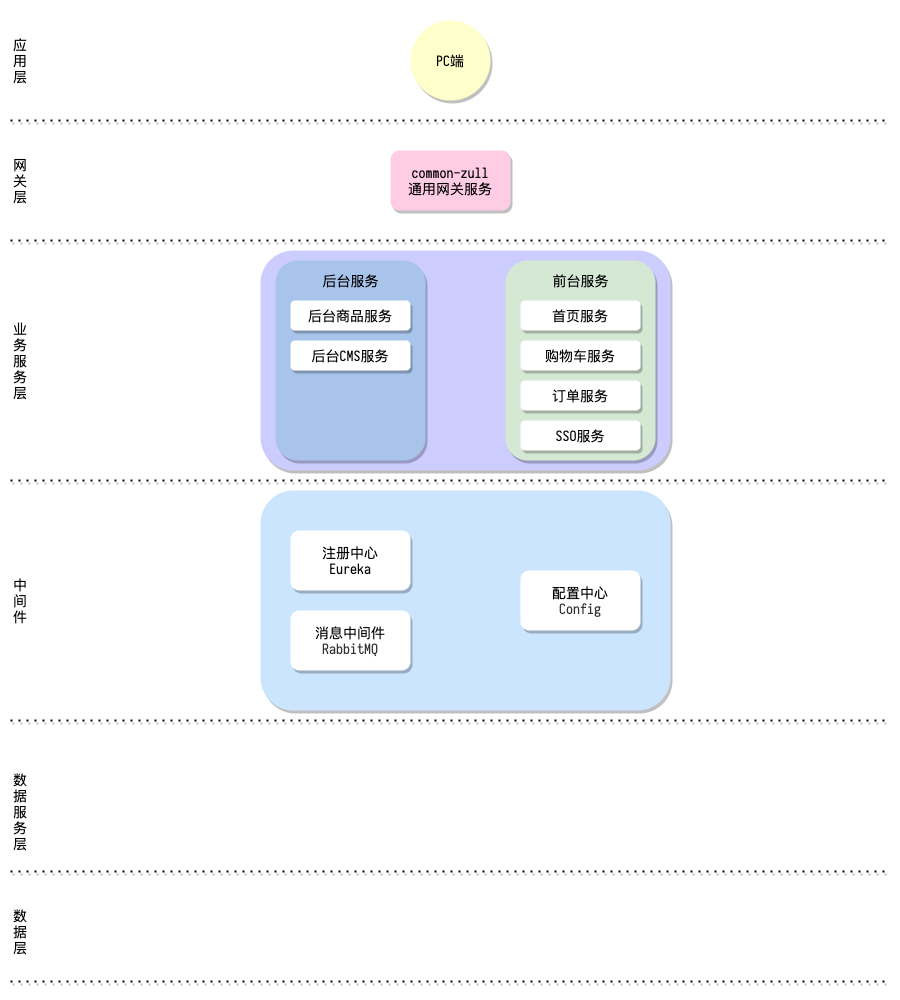 应用层
PC端
网关层
common-zull
通用网关服务
业务服务层
后台服务
后台商品服务
后台CMS服务
前台服务
首页服务
购物车服务
订单服务
SSO服务
中间件
注册中心
Eureka
消息中间件
RabbitMQ
配置中心
Config
数据服务层
数据层